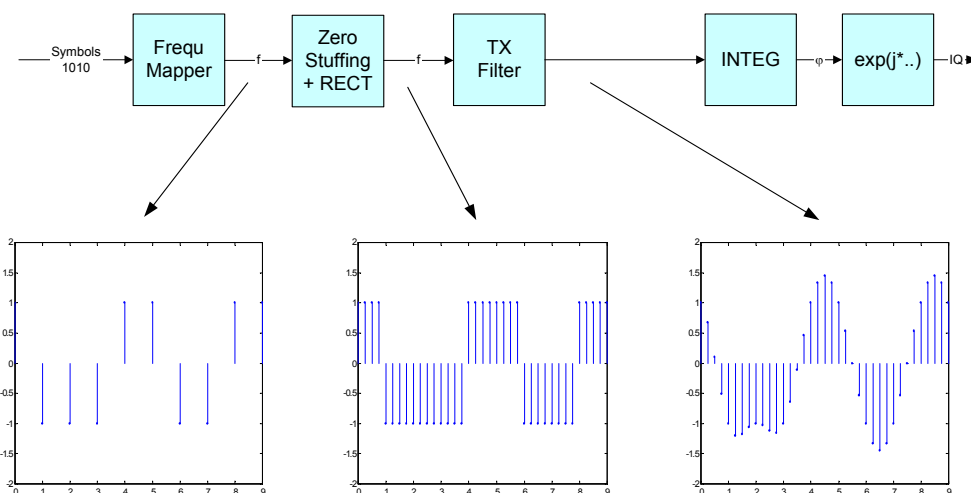 Symbols
1010
Frequ
Mapper
f
Zero
Stuffing
+ RECT
f
TX
Filter
INTEG
φ
exp(j*..)
IQ
2
1.5
1
0.5
0
-0.5
-1
-1.5
-2
0 1 2 3 4 5 6 7 8 9
2
1.5
1
0.5
0
-0.5
-1
-1.5
-2
0 1 2 3 4 5 6 7 8 9
2
1.5
1
0.5
0
-0.5
-1
-1.5
-2
0 1 2 3 4 5 6 7 8 9